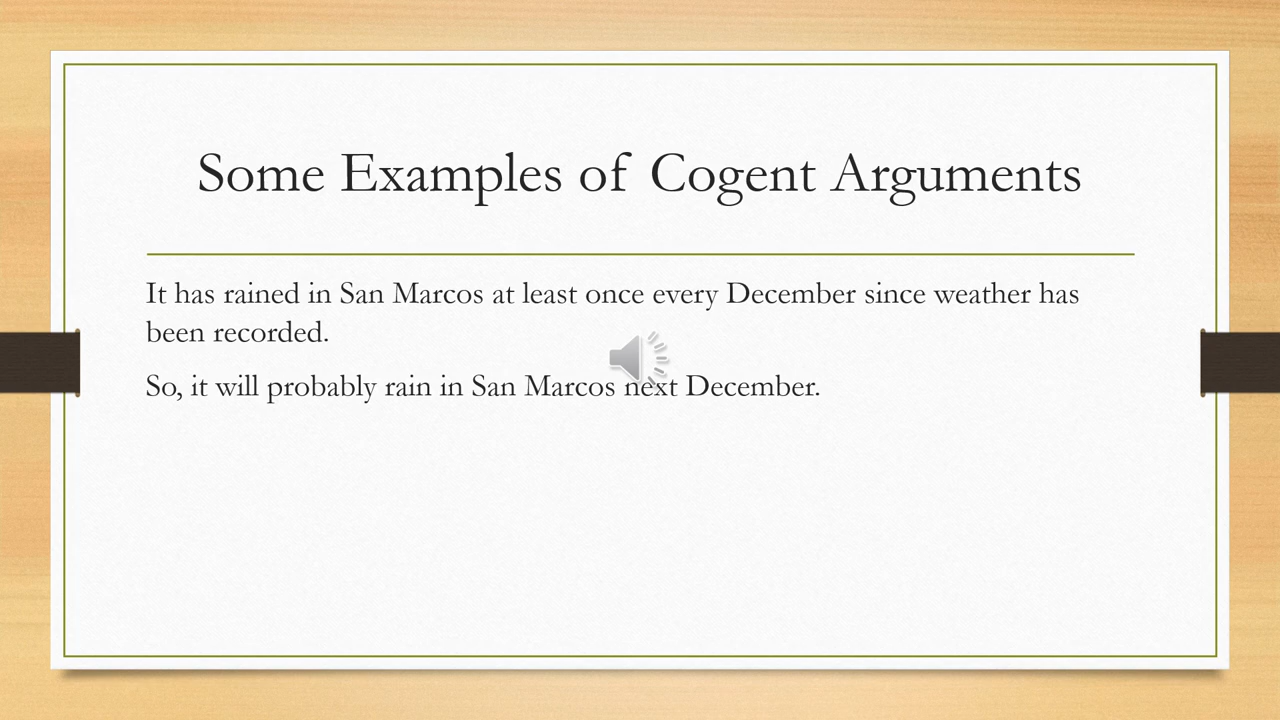 Some Examples of Cogent Arguments
It has rained in San Marcos at least once every December since weather has
been recorded.
So, it will probably rain in San Marcos next December.